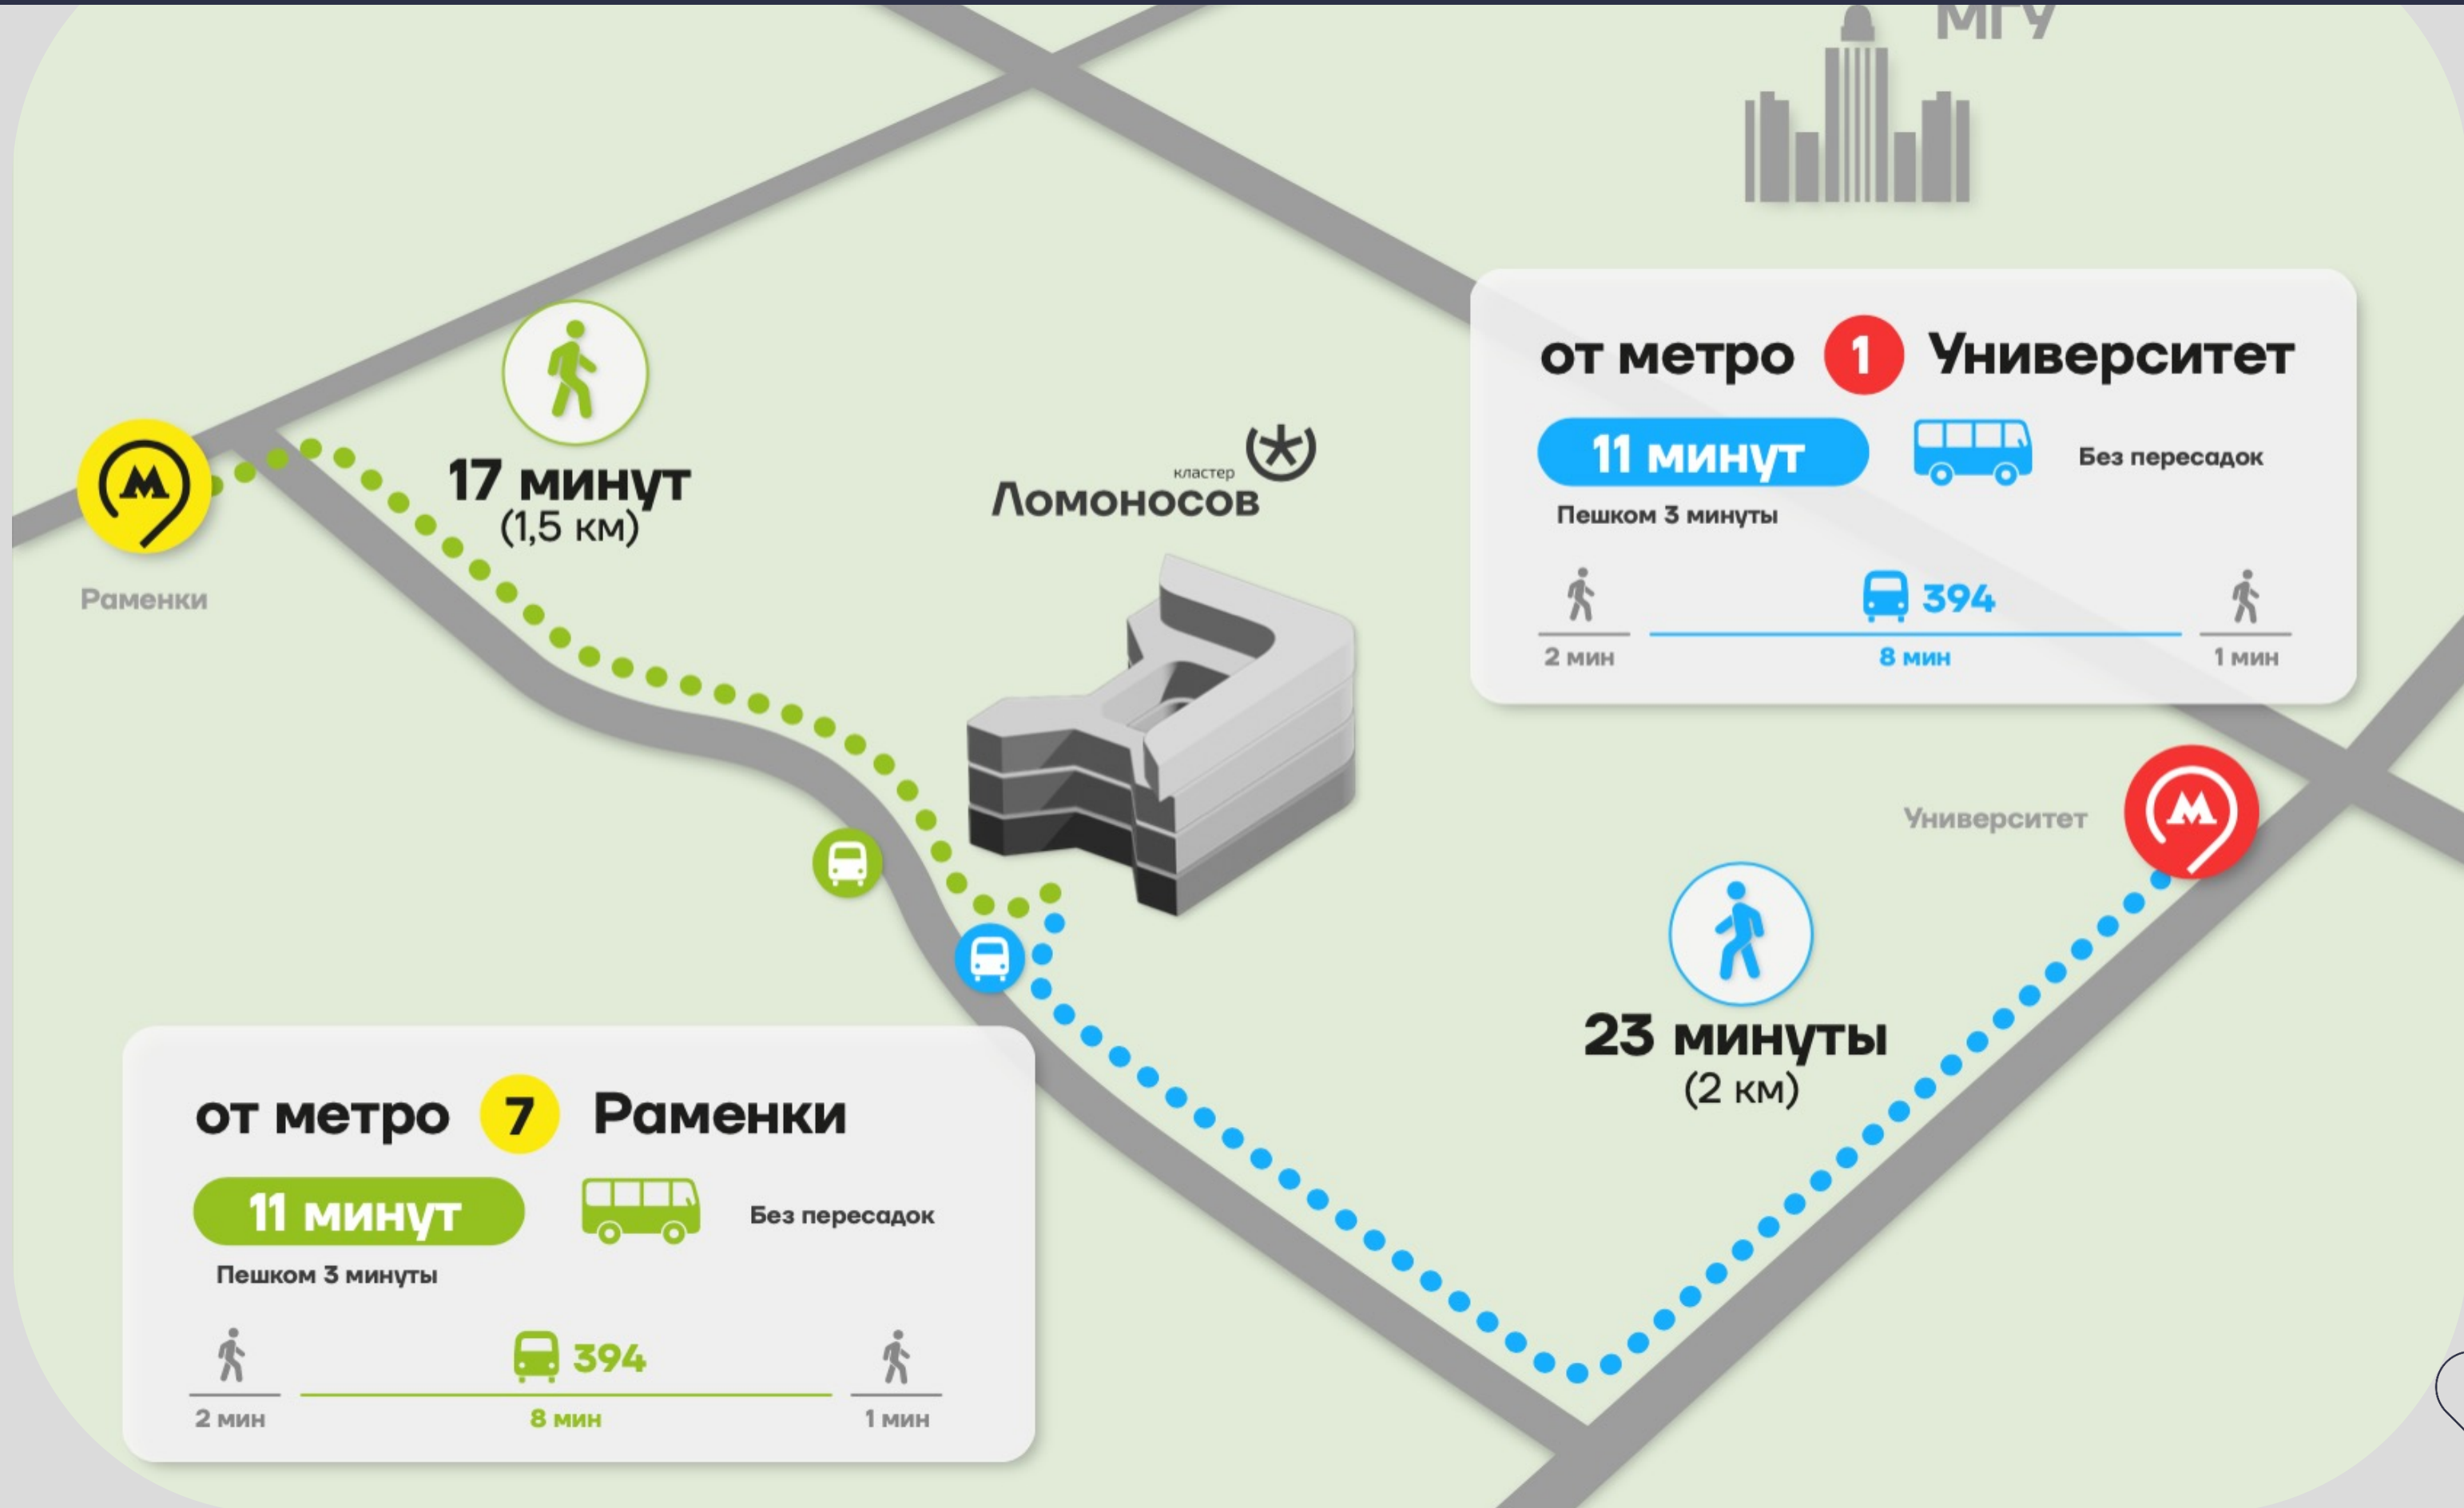 МГУ
17 минут
(1,5 км)
Раменки
кластер
Ломоносов
от метро 1 Университет
11 минут
Без пересадок
Пешком 3 минуты
394
2 мин
8 мин
1 мин
Университет
23 минуты
(2 км)
от метро 7 Раменки
11 минут
Без пересадок
Пешком 3 минуты
394
2 мин
8 мин
1 мин